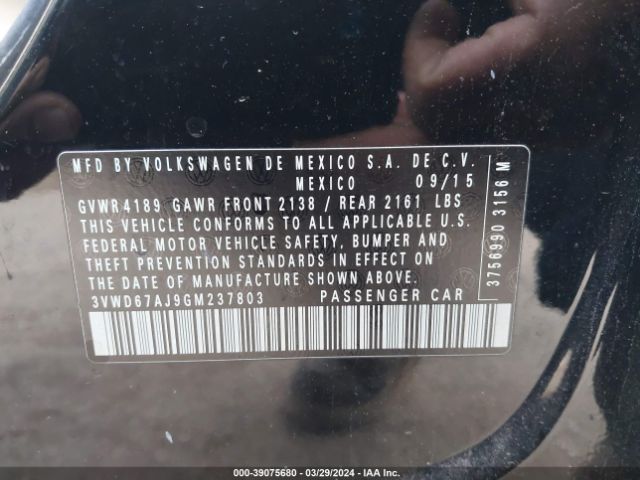 MFD BY VOLKSWAGEN DE MEXICO S.A. DE C.V.
MEXICO 09/15
GVWR 4189 GAWR FRONT 2138 / REAR 2161 LBS
THIS VEHICLE CONFORMS TO ALL APPLICABLE U.S.
FEDERAL MOTOR VEHICLE SAFETY, BUMPER AND
THEFT PREVENTION STANDARDS IN EFFECT ON
THE DATE OF MANUFACTURE SHOWN ABOVE.
3VWD67AJ9GM237803 PASSENGER CAR
3756990 3156 M
000-39075680 - 03/29/2024 - IAA Inc.